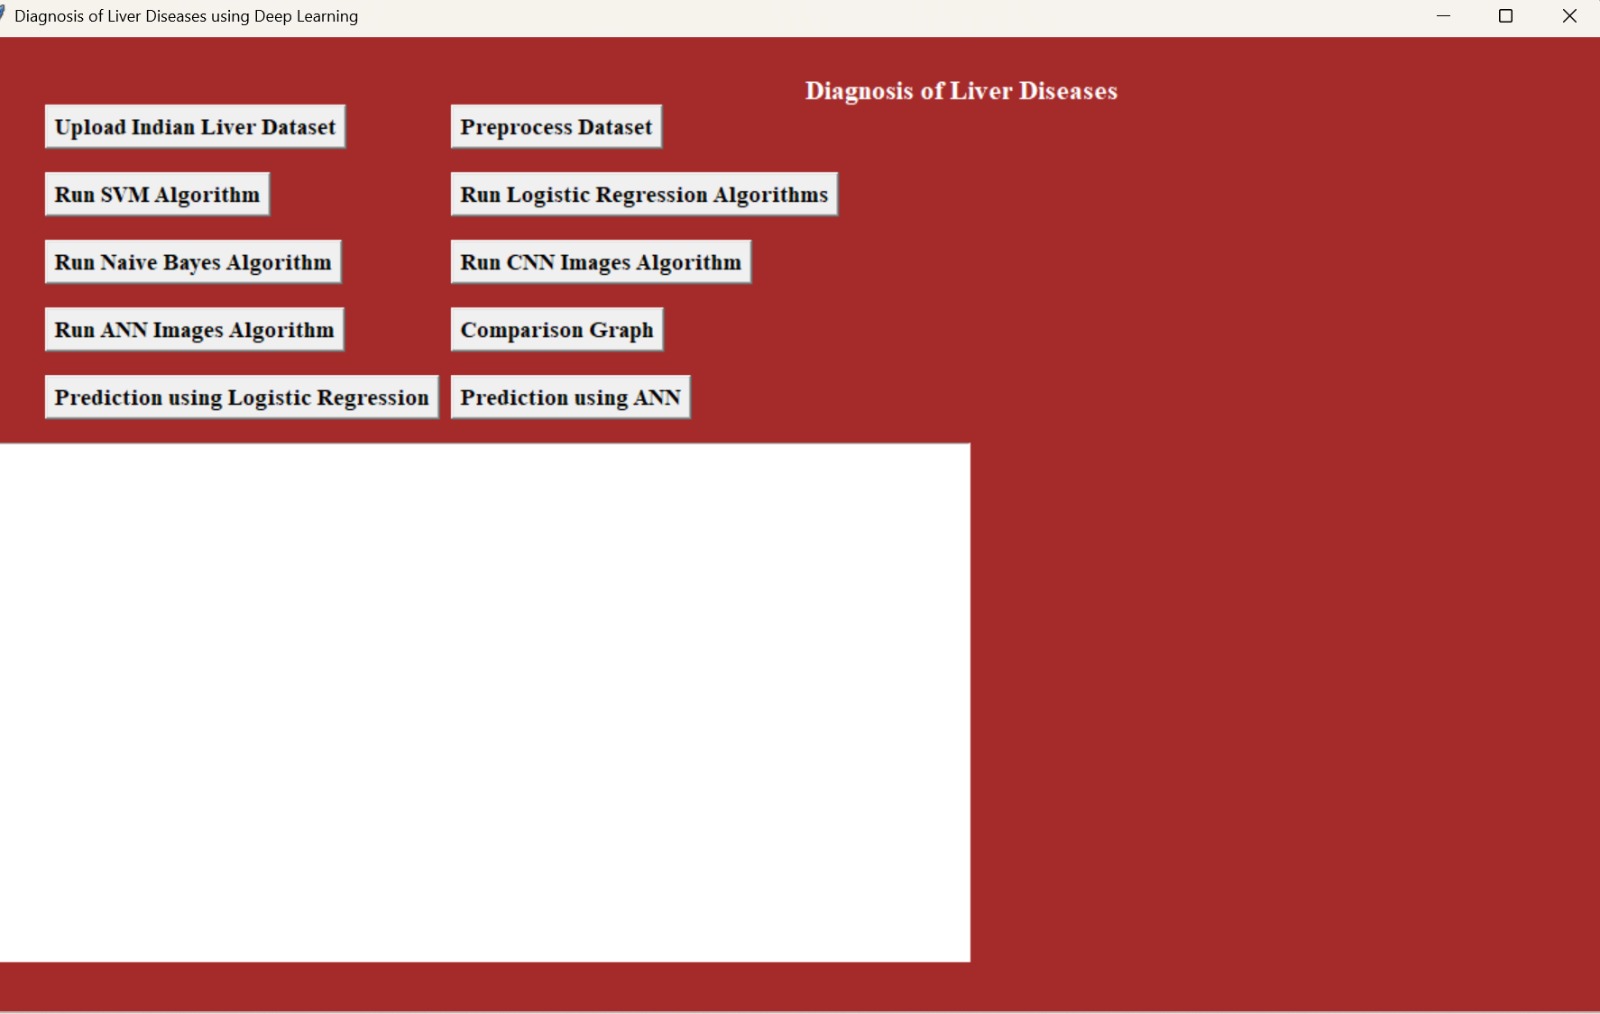 Diagnosis of Liver Diseases using Deep Learning
Diagnosis of Liver Diseases
Upload Indian Liver Dataset
Preprocess Dataset
Run SVM Algorithm
Run Logistic Regression Algorithms
Run Naive Bayes Algorithm
Run CNN Images Algorithm
Run ANN Images Algorithm
Comparison Graph
Prediction using Logistic Regression
Prediction using ANN